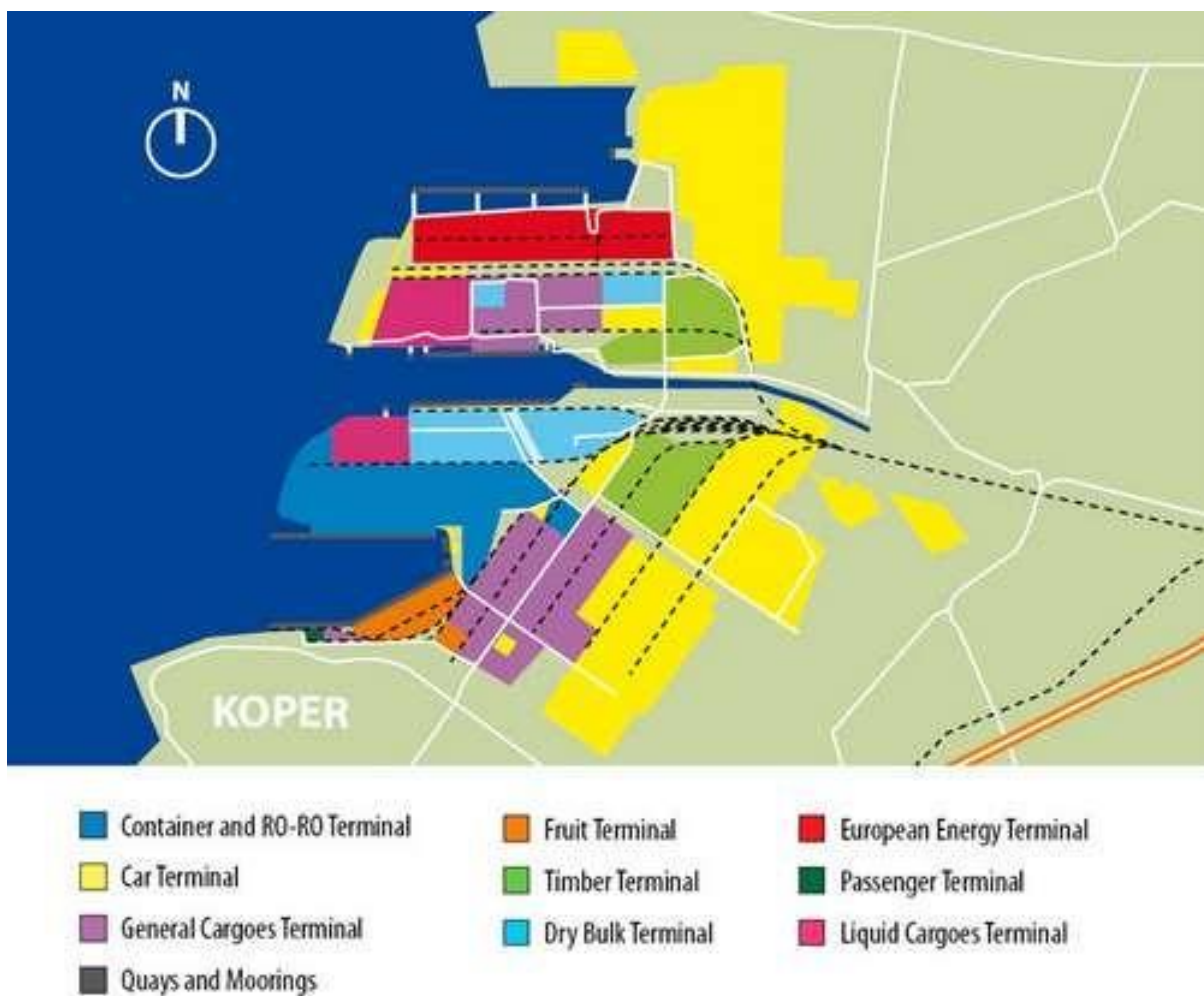 N
KOPER
Container and RO-RO Terminal
Car Terminal
General Cargoes Terminal
Quays and Moorings
Fruit Terminal
Timber Terminal
Dry Bulk Terminal
European Energy Terminal
Passenger Terminal
Liquid Cargoes Terminal